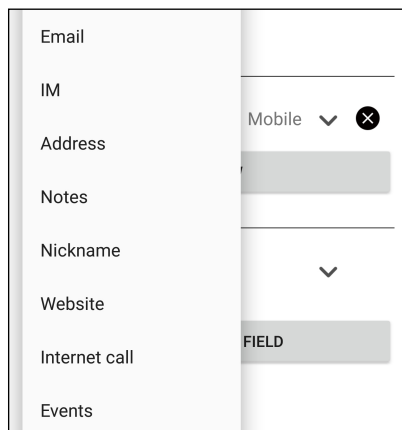 Email
IM
Address
Mobile
Notes
Nickname
Website
Internet call
FIELD
Events